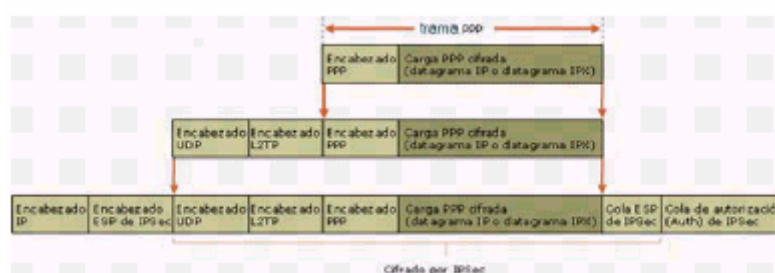 trama PPP
Encabezado PPP
Carga PPP cifrada
(datagrama IP o datagrama IPX)
Encabezado UDP
Encabezado L2TP
Encabezado PPP
Carga PPP cifrada
(datagrama IP o datagrama IPX)
Encabezado IP
Encabezado ESP de IPSec
Encabezado UDP
Encabezado L2TP
Encabezado PPP
Carga PPP cifrada
(datagrama IP o datagrama IPX)
Cola ESP de IPSec
Cola de autorizació
(Auth) de IPSec
Cifrado por IPSec